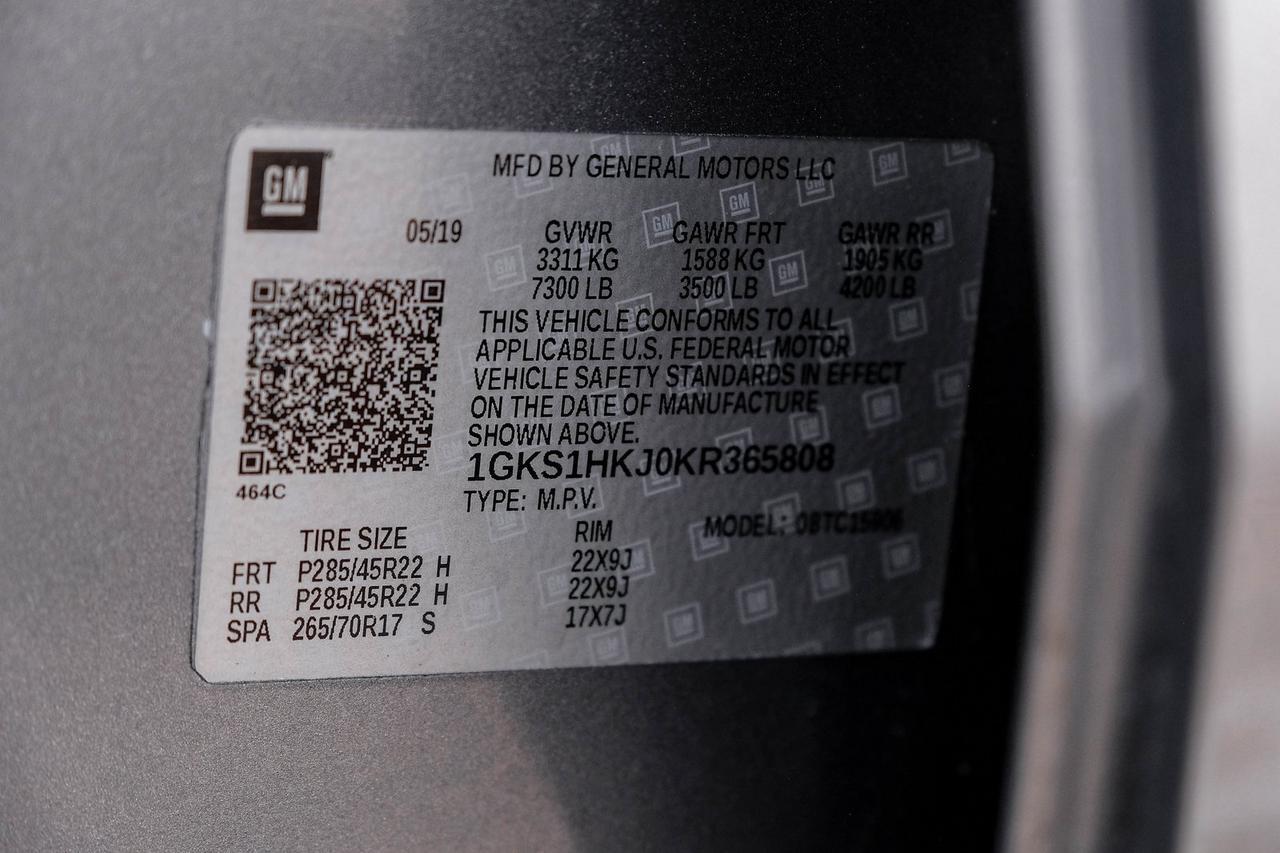 GM
MFD BY GENERAL MOTORS LLC
05/19 GVWR GAWR FRT GAWR RR
3311 KG 1588 KG 1905 KG
7300 LB 3500 LB 4200 LB
THIS VEHICLE CONFORMS TO ALL
APPLICABLE U.S. FEDERAL MOTOR
VEHICLE SAFETY STANDARDS IN EFFECT
ON THE DATE OF MANUFACTURE
SHOWN ABOVE.
1GKS1HKJ0KR365808
464C
TYPE: M.P.V.
TIRE SIZE RIM MODEL:
FRT P285/45R22 H 22X9J
RR P285/45R22 H 22X9J
SPA 265/70R17 S 17X7J